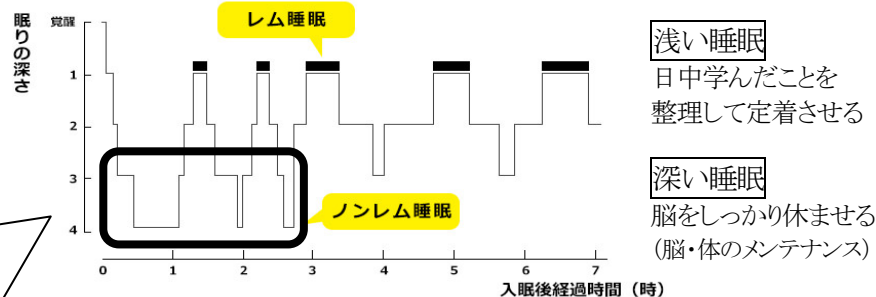 眠りの深さ
覚醒
1
2
3
4
レム睡眠
ノンレム睡眠
0 1 2 3 4 5 6 7
入眠後経過時間（時）
浅い睡眠
日中学んだことを
整理して定着させる
深い睡眠
脳をしっかり休ませる
（脳・体のメンテナンス）